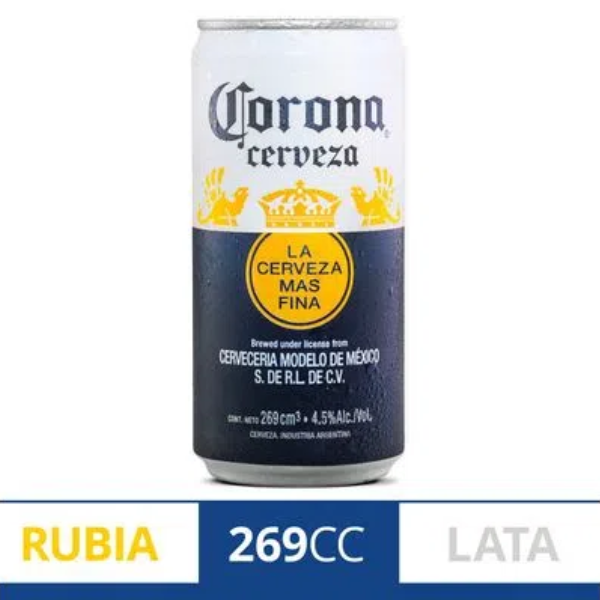 Corona
cerveza
LA
CERVEZA
MAS
FINA
Brewed under license from
CERVECERIA MODELO DE MÉXICO
S. DE R.L. DE C.V.
CONT. NETO 269 cm³ • 4,5%Alc./Vol.
CERVEZA. INDUSTRIA ARGENTINA
RUBIA 269CC LATA